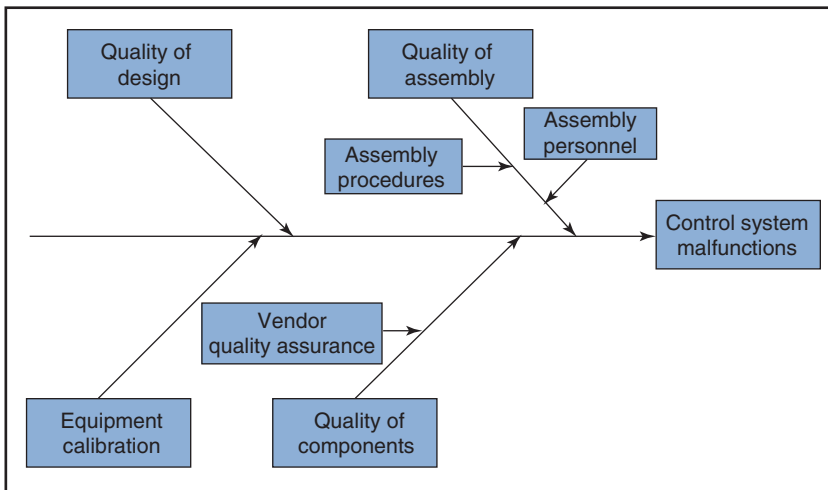 Quality of
design
Quality of
assembly
Assembly
personnel
Assembly
procedures
Control system
malfunctions
Vendor
quality assurance
Equipment
calibration
Quality of
components